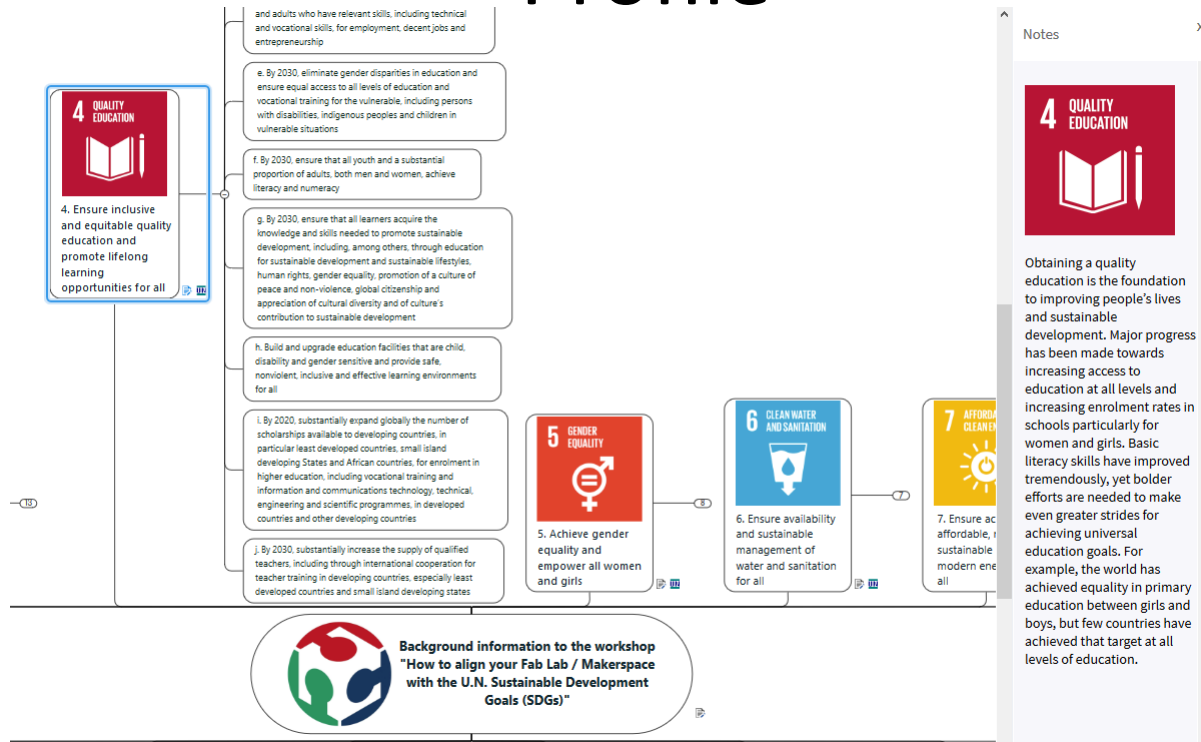 Profile
and adults who have relevant skills, including technical
and vocational skills, for employment, decent jobs and
entrepreneurship
e. By 2030, eliminate gender disparities in education and
ensure equal access to all levels of education and
vocational training for the vulnerable, including persons
with disabilities, indigenous peoples and children in
vulnerable situations
4 QUALITY
EDUCATION
4. Ensure inclusive
and equitable quality
education and
promote lifelong
learning
opportunities for all
f. By 2030, ensure that all youth and a substantial
proportion of adults, both men and women, achieve
literacy and numeracy
g. By 2030, ensure that all learners acquire the
knowledge and skills needed to promote sustainable
development, including, among others, through education
for sustainable development and sustainable lifestyles,
human rights, gender equality, promotion of a culture of
peace and non-violence, global citizenship and
appreciation of cultural diversity and of culture's
contribution to sustainable development
h. Build and upgrade education facilities that are child,
disability and gender sensitive and provide safe,
nonviolent, inclusive and effective learning environments
for all
i. By 2020, substantially expand globally the number of
scholarships available to developing countries, in
particular least developed countries, small island
developing States and African countries, for enrolment in
higher education, including vocational training and
information and communications technology, technical,
engineering and scientific programmes, in developed
countries and other developing countries
j. By 2030, substantially increase the supply of qualified
teachers, including through international cooperation for
teacher training in developing countries, especially least
developed countries and small island developing states
13
5 GENDER
EQUALITY
5. Achieve gender
equality and
empower all women
and girls
8
6 CLEAN WATER
AND SANITATION
6. Ensure availability
and sustainable
management of
water and sanitation
for all
7
7
7. Ensure
affordable,
sustainable
modern
all
Background information to the workshop
"How to align your Fab Lab / Makerspace
with the U.N. Sustainable Development
Goals (SDGs)"
Notes
4 QUALITY
EDUCATION
Obtaining a quality
education is the foundation
to improving people's lives
and sustainable
development. Major progress
has been made towards
increasing access to
education at all levels and
increasing enrolment rates in
schools particularly for
women and girls. Basic
literacy skills have improved
tremendously, yet bolder
efforts are needed to make
even greater strides for
achieving universal
education goals. For
example, the world has
achieved equality in primary
education between girls and
boys, but few countries have
achieved that target at all
levels of education.